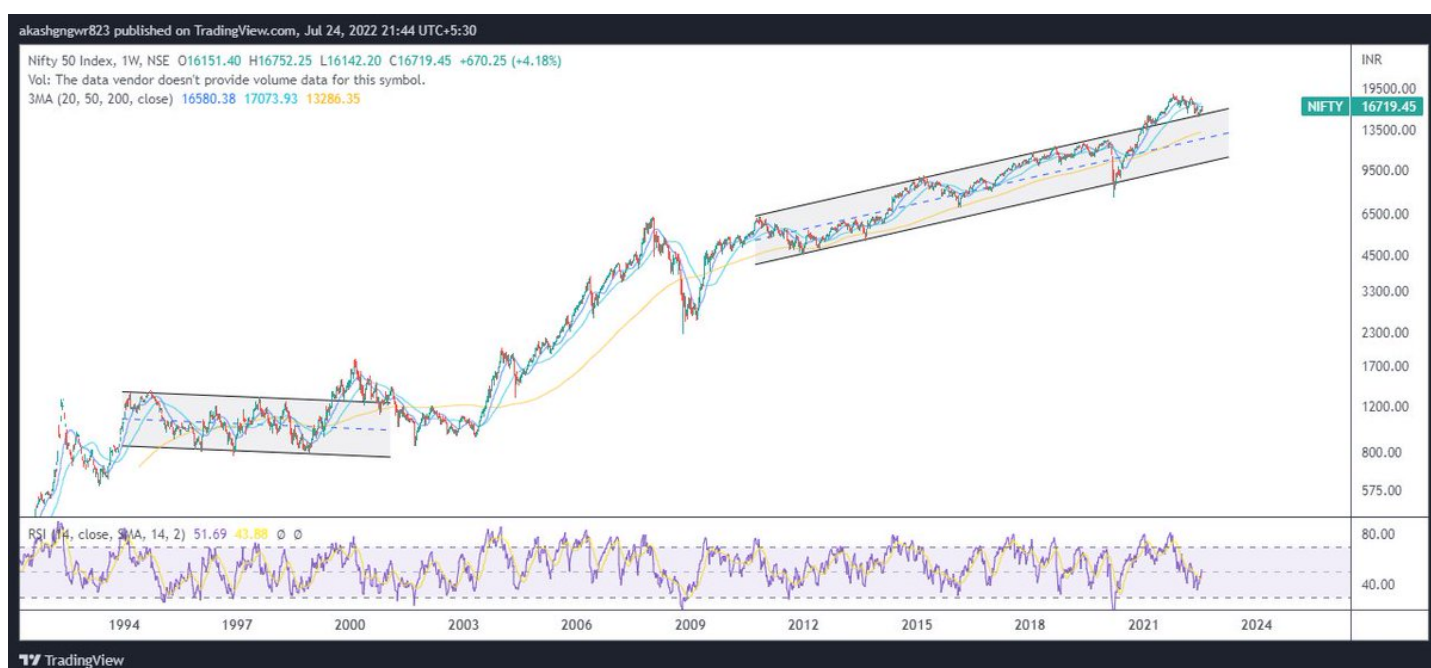 akashgngwr823 published on TradingView.com, Jul 24, 2022 21:44 UTC+5:30
Nifty 50 Index, 1W, NSE O16151.40 H16752.25 L16142.20 C16719.45 +670.25 (+4.18%)
Vol: The data vendor doesn't provide volume data for this symbol.
3MA (20, 50, 200, close) 16580.38 17073.93 13286.35
INR
19500.00
NIFTY 16719.45
13500.00
9500.00
6500.00
4500.00
3300.00
2300.00
1700.00
1200.00
800.00
575.00
RSI (14, close, SMA, 14, 2) 51.69 43.88 Ø Ø
80.00
40.00
1994 1997 2000 2003 2006 2009 2012 2015 2018 2021 2024
TradingView